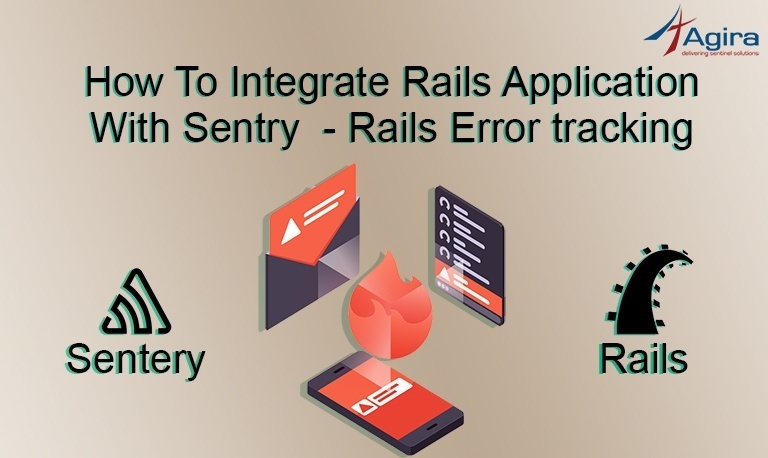 Agira
delivering sentinel solutions
How To Integrate Rails Application
With Sentry - Rails Error tracking
Sentery
Rails